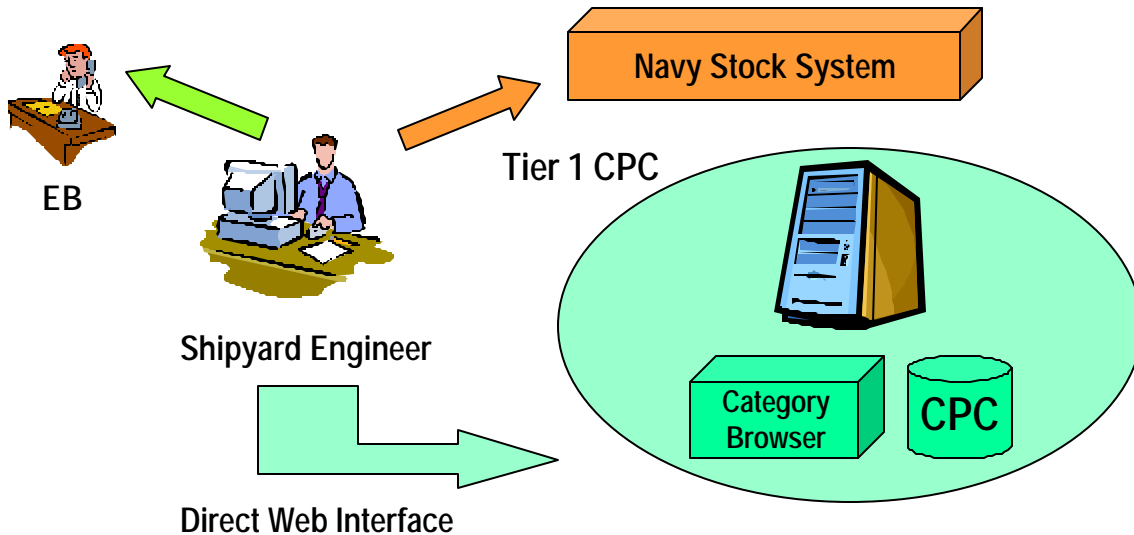 Navy Stock System
EB
Tier 1 CPC
Shipyard Engineer
Category
Browser
CPC
Direct Web Interface